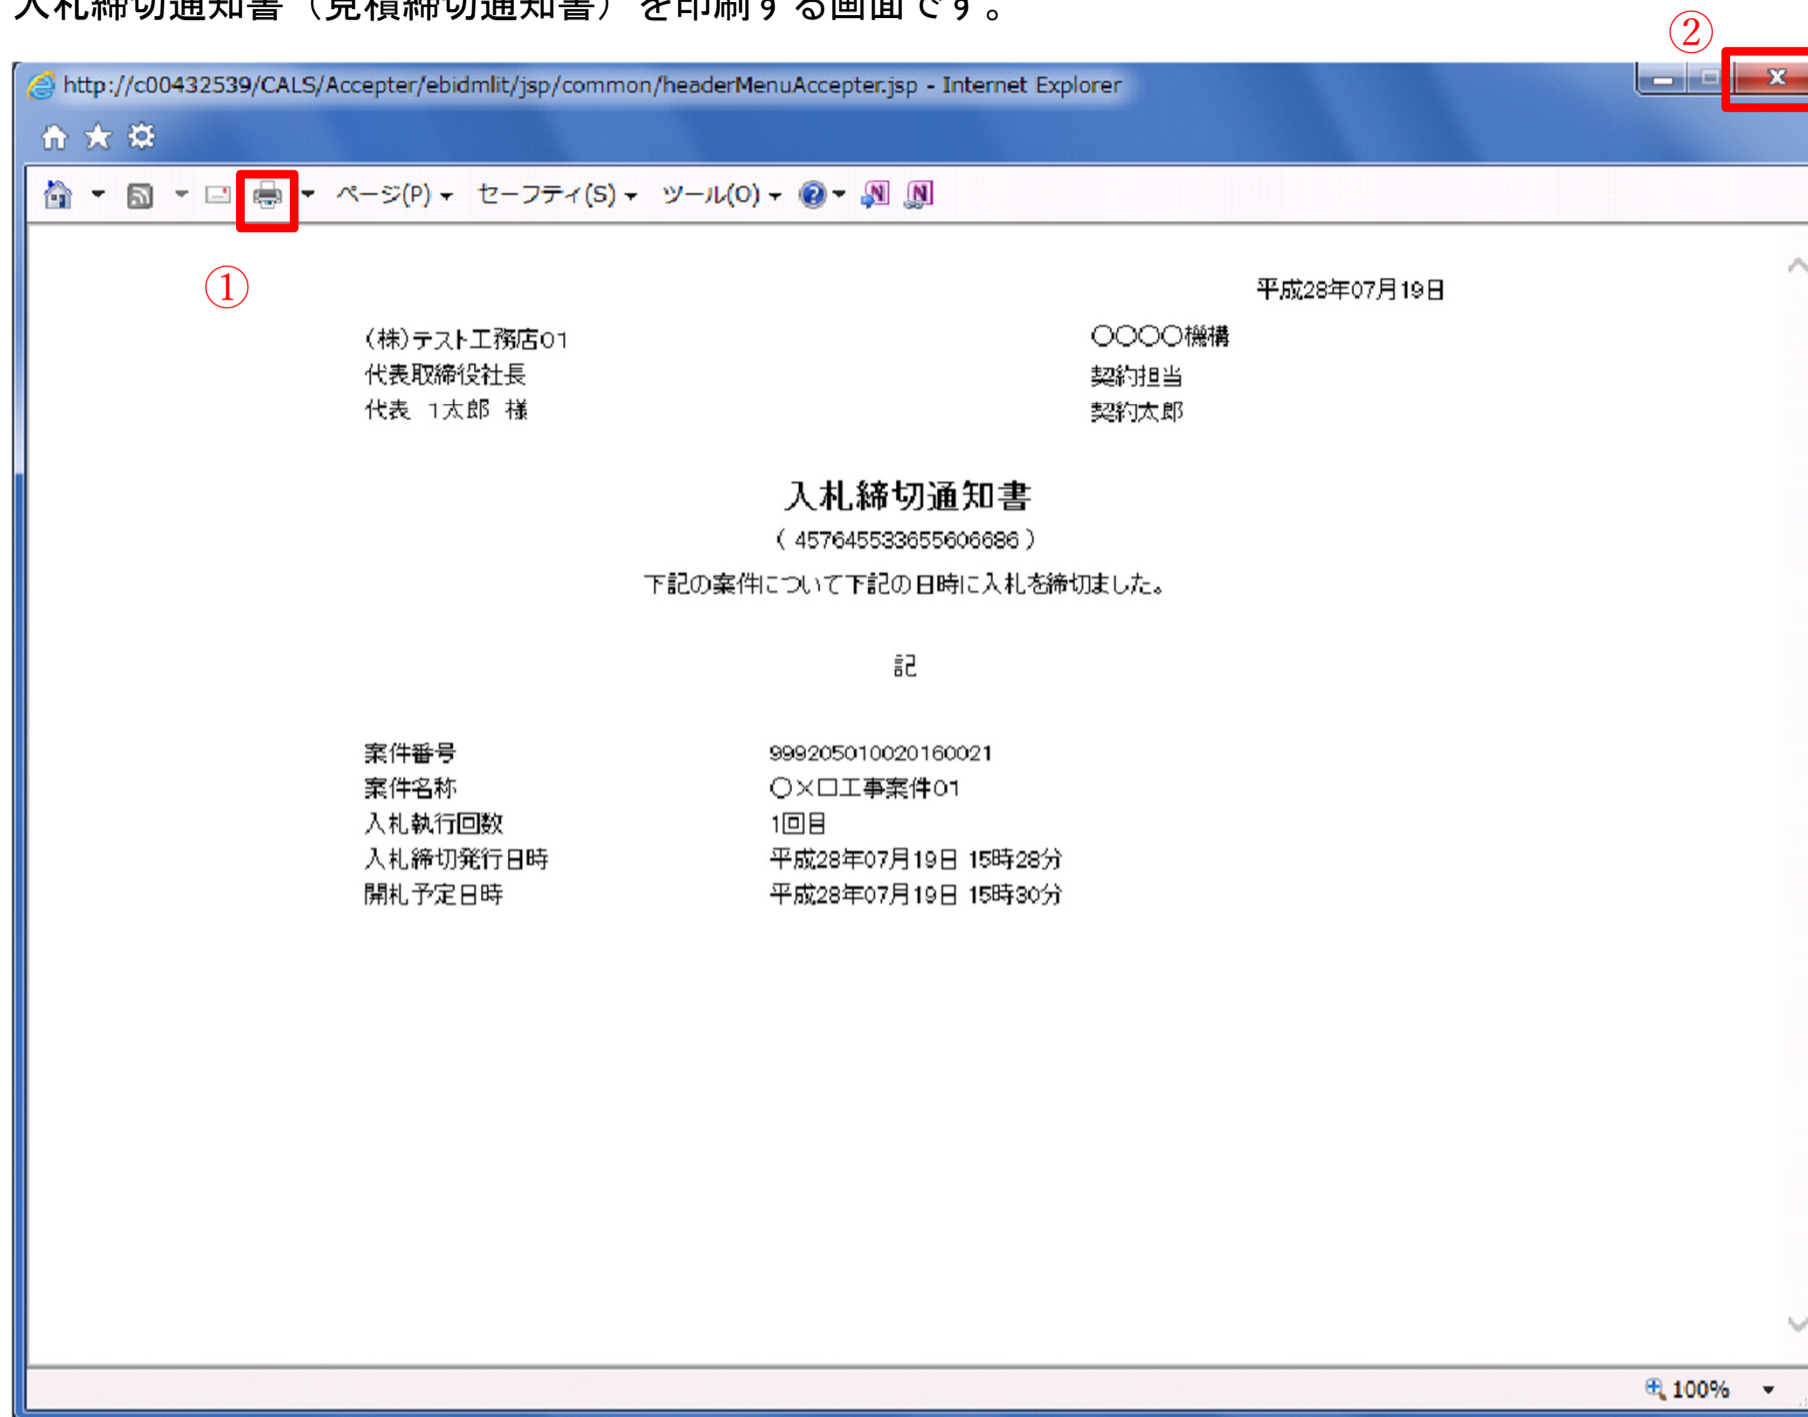 入札締切通知書（見積締切通知書）を印刷する画面です。
②
http://c00432539/CALS/Accepter/ebidmlit/jsp/common/headerMenuAccepter.jsp - Internet Explorer
ページ(P) セーフティ(S) ツール(O)
①
平成28年07月19日
(株)テスト工務店01
〇〇〇〇機構
代表取締役社長
契約担当
代表 1太郎 様
契約太郎
入札締切通知書
( 457645533655606686 )
下記の案件について下記の日時に入札を締切ました。
記
案件番号 999205010020160021
案件名称 〇×□工事案件01
入札執行回数 1回目
入札締切発行日時 平成28年07月19日 15時28分
開札予定日時 平成28年07月19日 15時30分
100%